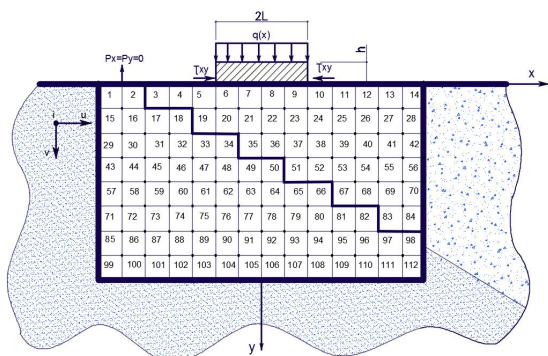 2L
q(x)
h
Px=Py=0
τxy
τxy
x
1 2 3 4 5 6 7 8 9 10 11 12 13 14
15 16 17 18 19 20 21 22 23 24 25 26 27 28
i
u
v
29 30 31 32 33 34 35 36 37 38 39 40 41 42
43 44 45 46 47 48 49 50 51 52 53 54 55 56
57 58 59 60 61 62 63 64 65 66 67 68 69 70
71 72 73 74 75 76 77 78 79 80 81 82 83 84
85 86 87 88 89 90 91 92 93 94 95 96 97 98
99 100 101 102 103 104 105 106 107 108 109 110 111 112
y